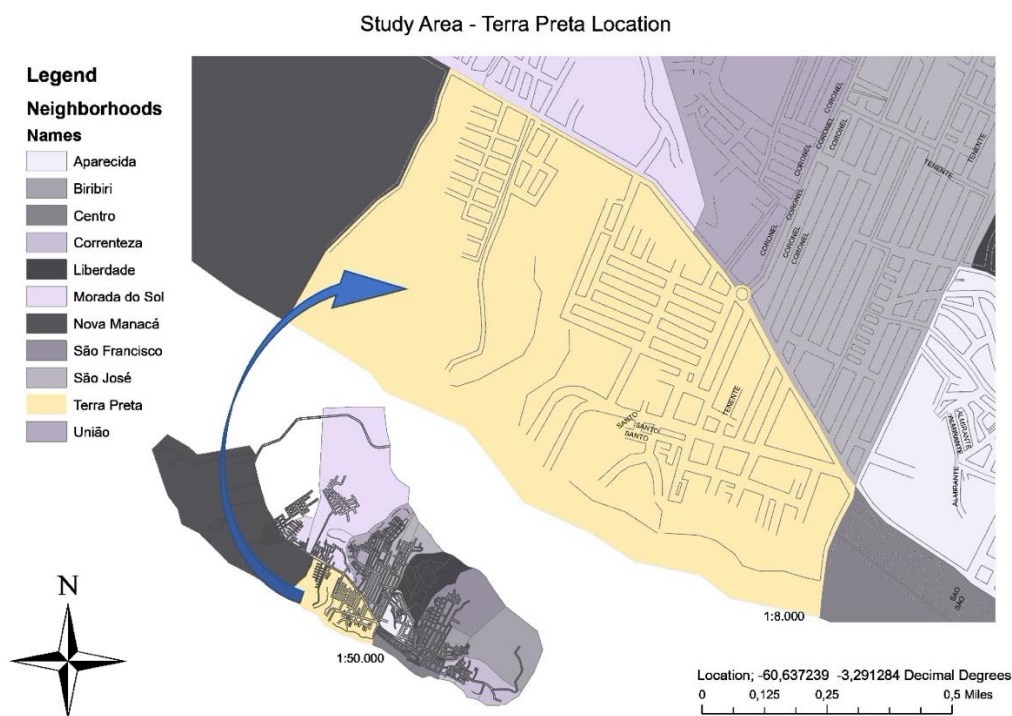 Study Area - Terra Preta Location
Legend
Neighborhoods
Names
Aparecida
Biribiri
Centro
Correnteza
Liberdade
Morada do Sol
Nova Manacá
São Francisco
São José
Terra Preta
União
CORONEL
CORONEL
CORONEL
CORONEL
CORONEL
CORONEL
CORONEL
CORONEL
TENENTE
TENENTE
TENENTE
SANTO
SANTO
SANTO
ALMIRANTE
ALMIRANTE
ALMIRANTE
SAO
SAO
1:8.000
1:50.000
N
Location; -60,637239 -3,291284 Decimal Degrees
0 0,125 0,25 0,5 Miles